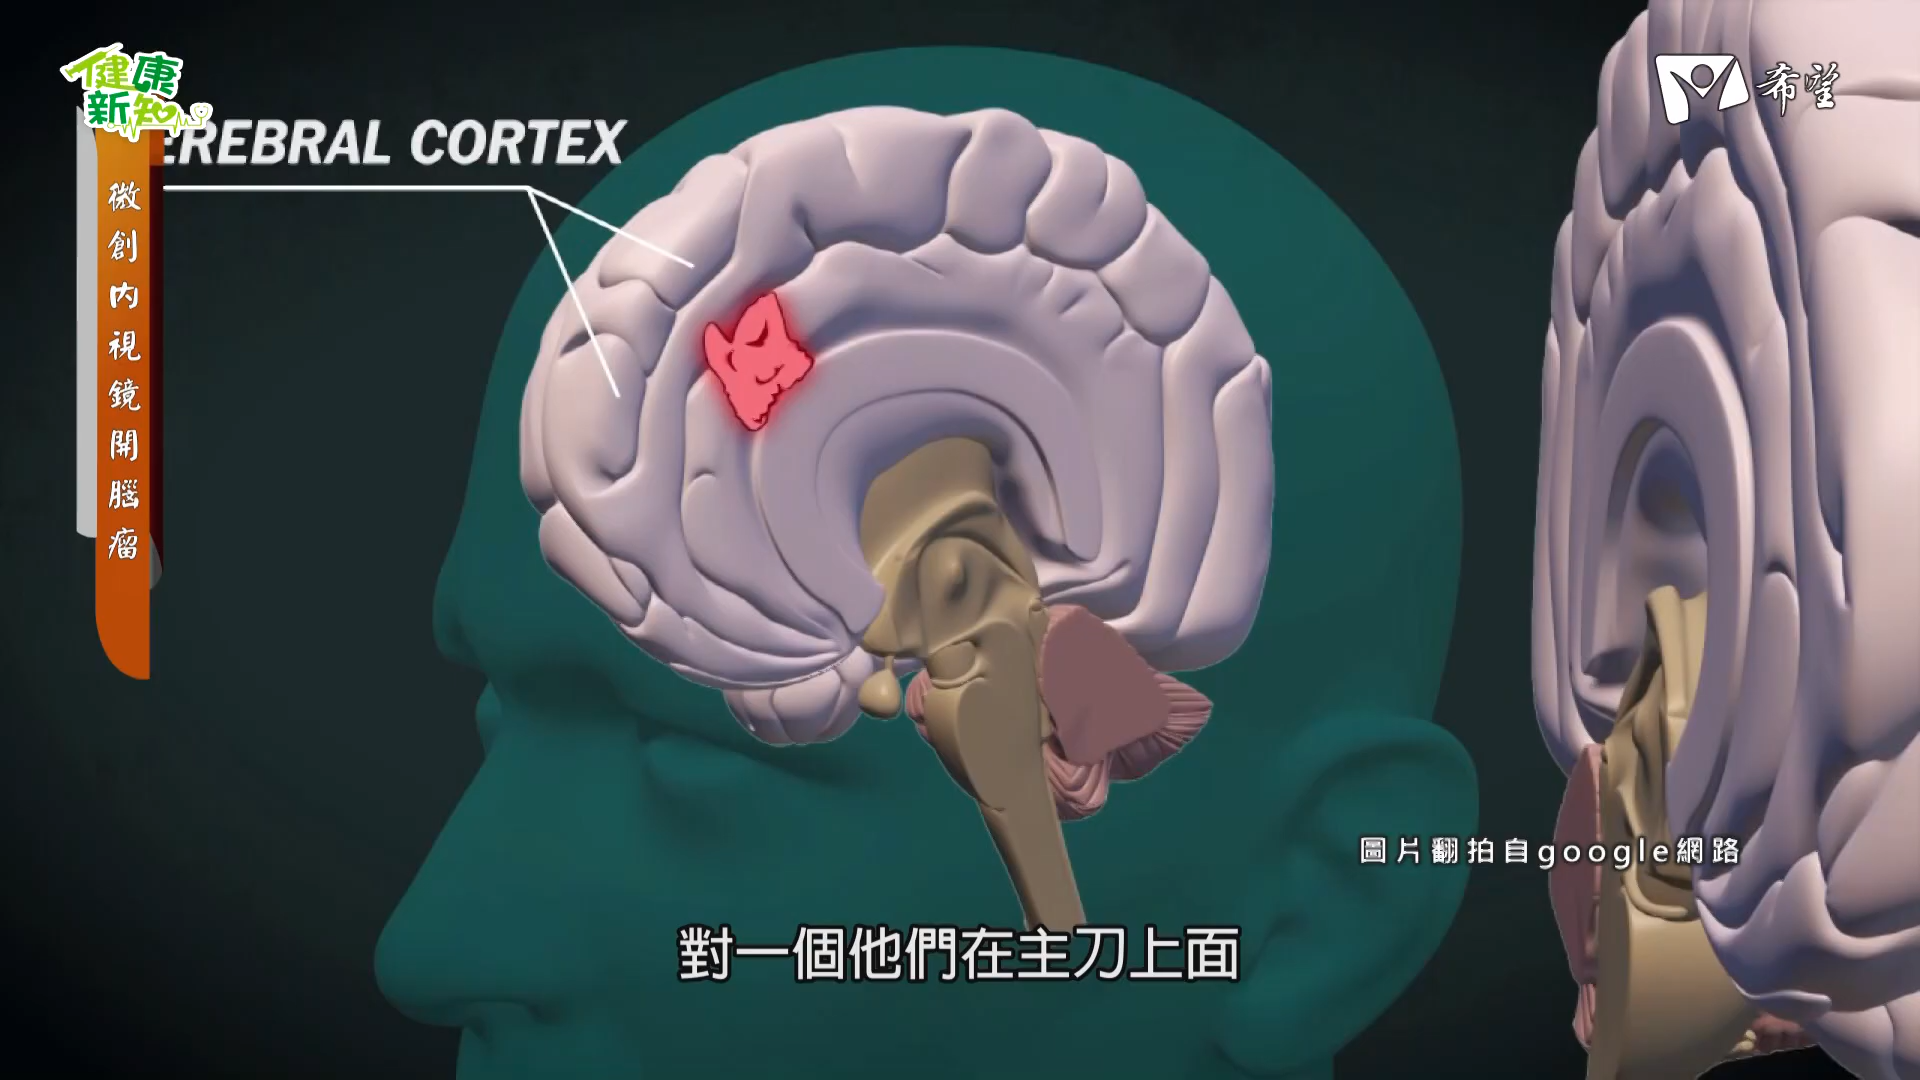 健康
新知
希望
EREBRAL CORTEX
微創內視鏡開腦瘤
圖片翻拍自google網路
對一個他們在主刀上面